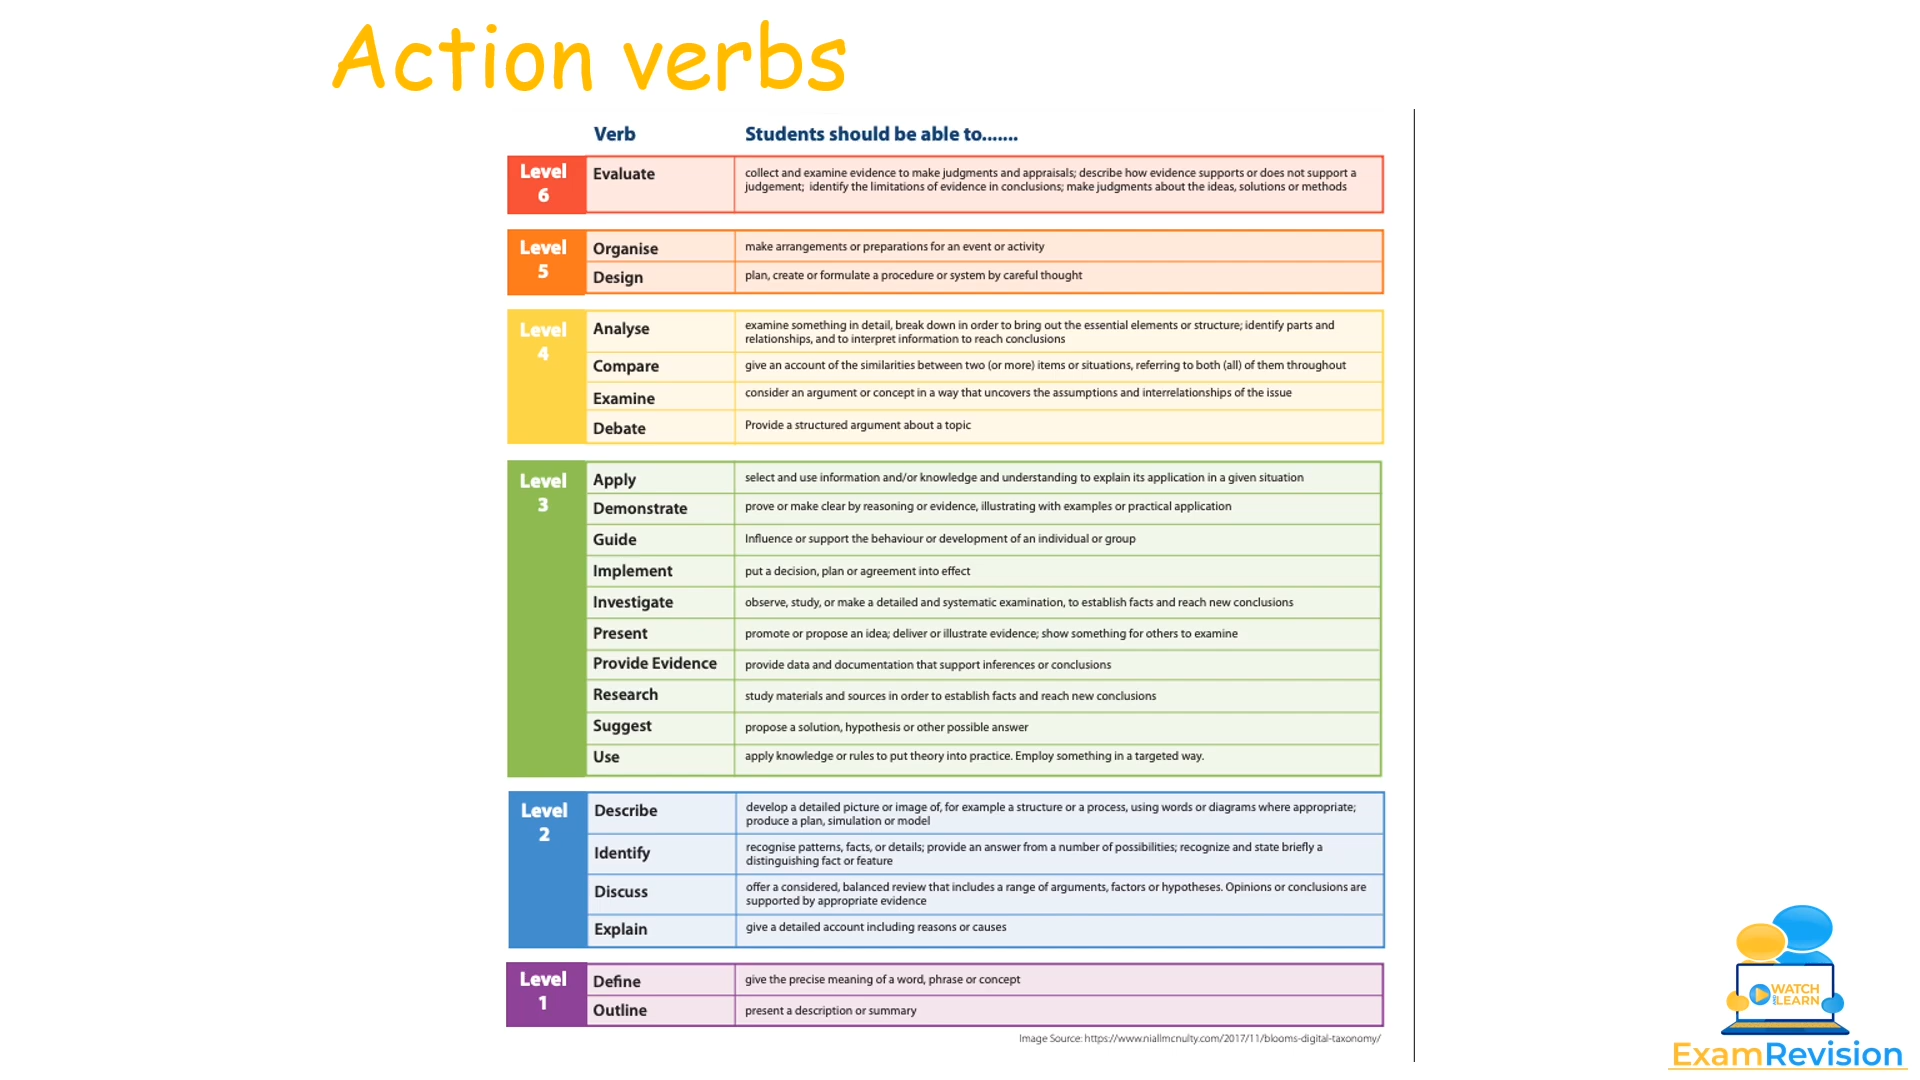 Action verbs
Verb Students should be able to.......
Level 6
Evaluate collect and examine evidence to make judgments and appraisals; describe how evidence supports or does not support a
judgement; identify the limitations of evidence in conclusions; make judgments about the ideas, solutions or methods
Level 5
Organise make arrangements or preparations for an event or activity
Design plan, create or formulate a procedure or system by careful thought
Level 4
Analyse examine something in detail, break down in order to bring out the essential elements or structure; identify parts and
relationships, and to interpret information to reach conclusions
Compare give an account of the similarities between two (or more) items or situations, referring to both (all) of them throughout
Examine consider an argument or concept in a way that uncovers the assumptions and interrelationships of the issue
Debate Provide a structured argument about a topic
Level 3
Apply select and use information and/or knowledge and understanding to explain its application in a given situation
Demonstrate prove or make clear by reasoning or evidence, illustrating with examples or practical application
Guide Influence or support the behaviour or development of an individual or group
Implement put a decision, plan or agreement into effect
Investigate observe, study, or make a detailed and systematic examination, to establish facts and reach new conclusions
Present promote or propose an idea; deliver or illustrate evidence; show something for others to examine
Provide Evidence provide data and documentation that support inferences or conclusions
Research study materials and sources in order to establish facts and reach new conclusions
Suggest propose a solution, hypothesis or other possible answer
Use apply knowledge or rules to put theory into practice. Employ something in a targeted way.
Level 2
Describe develop a detailed picture or image of, for example a structure or a process, using words or diagrams where appropriate;
produce a plan, simulation or model
Identify recognise patterns, facts, or details; provide an answer from a number of possibilities; recognize and state briefly a
distinguishing fact or feature
Discuss offer a considered, balanced review that includes a range of arguments, factors or hypotheses. Opinions or conclusions are
supported by appropriate evidence
Explain give a detailed account including reasons or causes
Level 1
Define give the precise meaning of a word, phrase or concept
Outline present a description or summary
Image Source: https://www.niallmcnulty.com/2017/11/blooms-digital-taxonomy/
WATCH
AND LEARN
ExamRevision